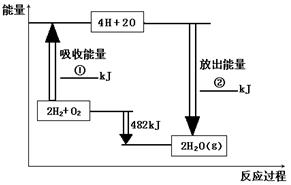 能量
4H＋2O
吸收能量
①
kJ
放出能量
②
kJ
2H₂+O₂
482kJ
2H₂O(g)
反应过程